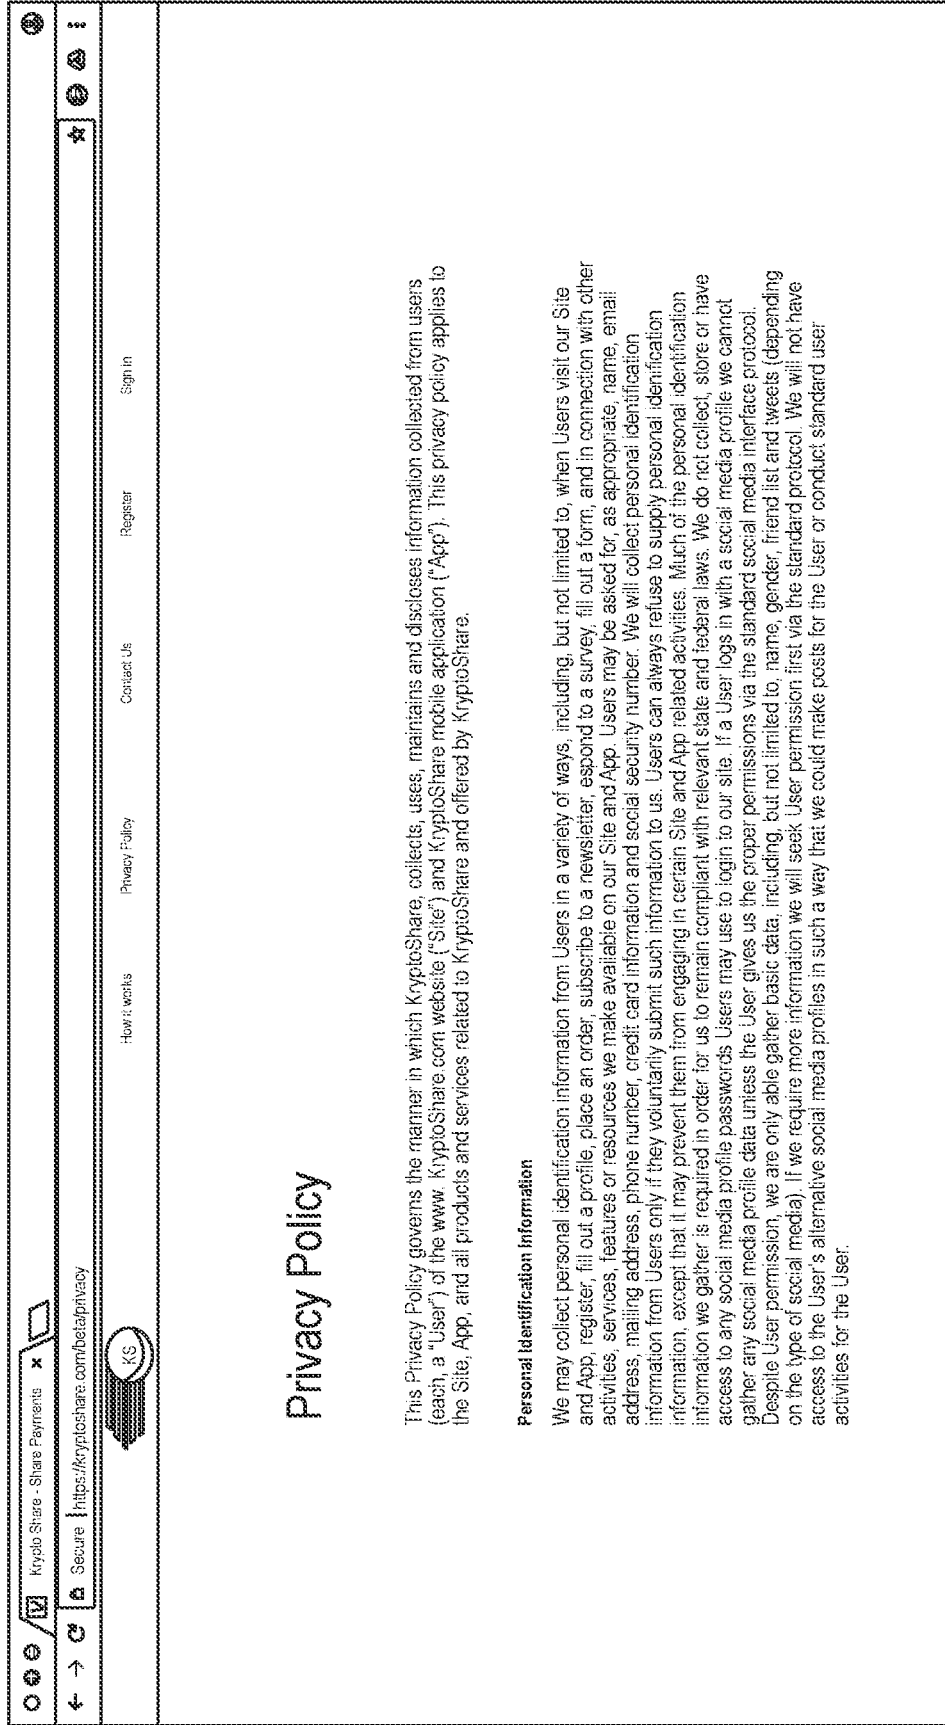 Krypto Share - Share Payments
Secure https://kryptoshare.com/beta/privacy
KS
How it works
Privacy Policy
Contact Us
Register
Sign in
Privacy Policy
This Privacy Policy governs the manner in which KryptoShare, collects, uses, maintains and discloses information collected from users
(each, a “User”) of the www. KryptoShare.com website (“Site”) and KryptoShare mobile application (“App”). This privacy policy applies to
the Site, App, and all products and services related to KryptoShare and offered by KryptoShare.
Personal Identification Information
We may collect personal identification information from Users in a variety of ways, including, but not limited to, when Users visit our Site
and App, register, fill out a profile, place an order, subscribe to a newsletter, espond to a survey, fill out a form, and in connection with other
activities, services, features or resources we make available on our Site and App. Users may be asked for, as appropriate, name, email
address, mailing address, phone number, credit card information and social security number. We will collect personal identification
information from Users only if they voluntarily submit such information to us. Users can always refuse to supply personal idenification
information, except that it may prevent them from engaging in certain Site and App related activities. Much of the personal identification
information we gather is required in order for us to remain compliant with relevant state and federal laws. We do not collect, store or have
access to any social media profile passwords Users may use to login to our site. If a User logs in with a social media profile we cannot
gather any social media profile data unless the User gives us the proper permissions via the standard social media interface protocol.
Despite User permission, we are only able gather basic data, including, but not limited to, name, gender, friend list and tweets (depending
on the type of social media). If we require more information we will seek User permission first via the standard protocol. We will not have
access to the User's alternative social media profiles in such a way that we could make posts for the User or conduct standard user
activities for the User.